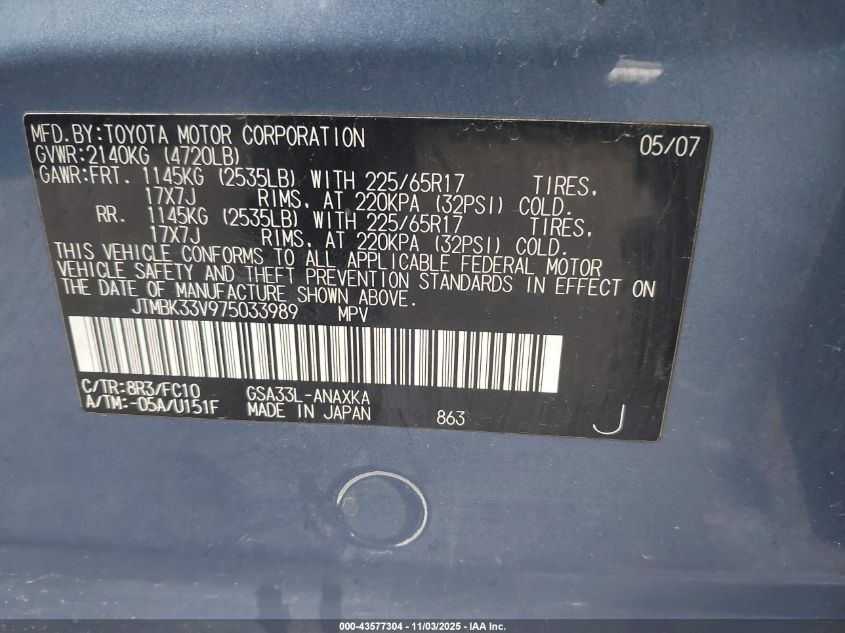 MFD.BY:TOYOTA MOTOR CORPORATION 05/07
GVWR:2140KG (4720LB)
GAWR:FRT. 1145KG (2535LB) WITH 225/65R17 TIRES,
17X7J RIMS, AT 220KPA (32PSI) COLD.
RR. 1145KG (2535LB) WITH 225/65R17 TIRES,
17X7J RIMS, AT 220KPA (32PSI) COLD.
THIS VEHICLE CONFORMS TO ALL APPLICABLE FEDERAL MOTOR
VEHICLE SAFETY AND THEFT PREVENTION STANDARDS IN EFFECT ON
THE DATE OF MANUFACTURE SHOWN ABOVE.
JTMBK33V975033989 MPV
C/TR:8R3/FC10 GSA33L-ANAXKA
A/TM:-05A/U151F MADE IN JAPAN 863 J
000-43577304 - 11/03/2025 - IAA Inc.